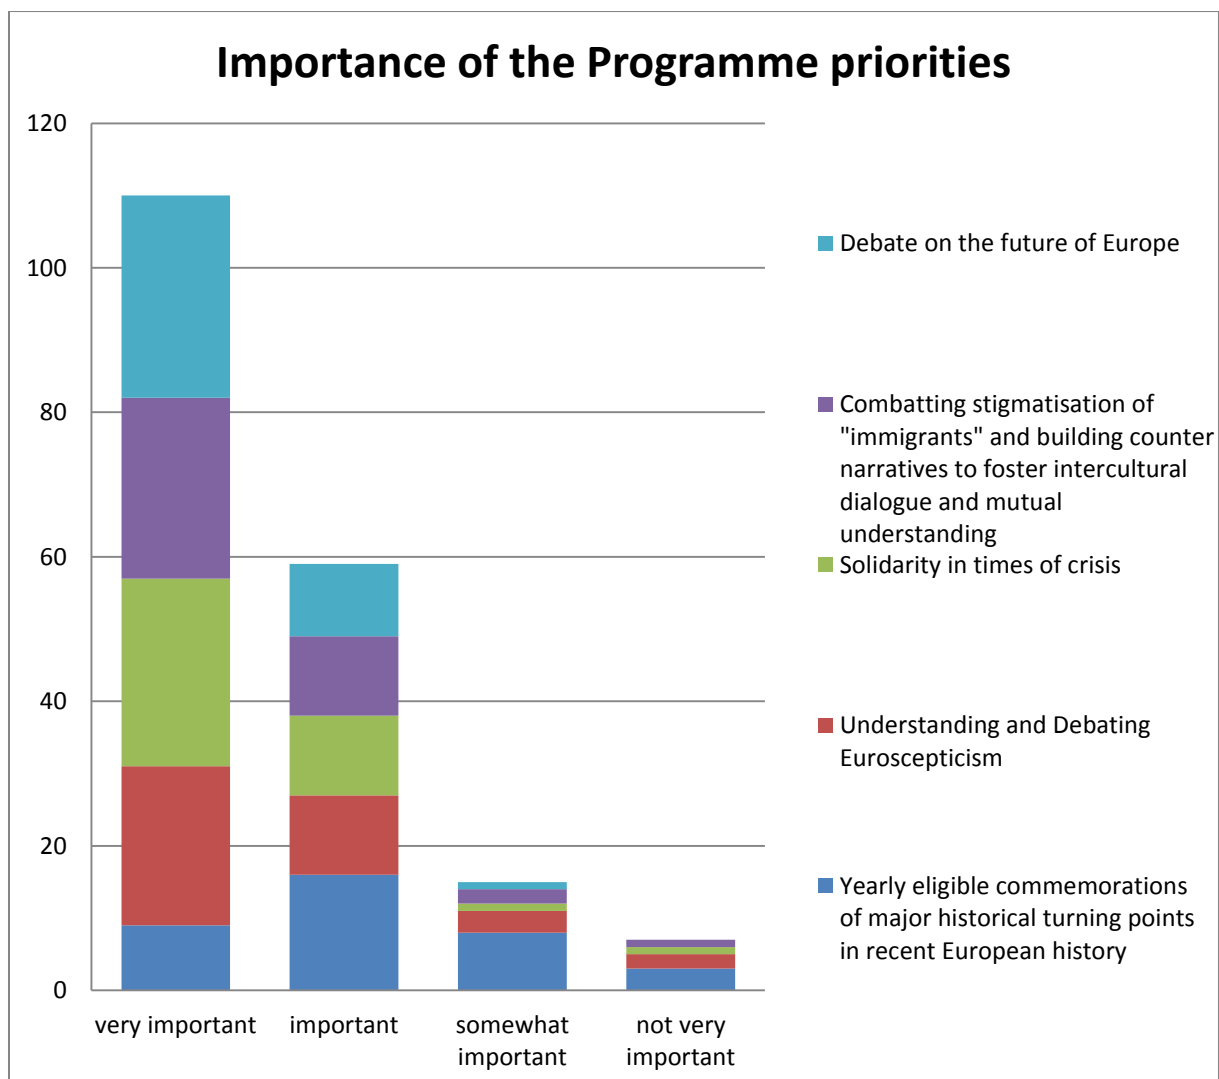 Importance of the Programme priorities
120
100
80
60
40
20
0
very important
important
somewhat
important
not very
important
Debate on the future of Europe
Combatting stigmatisation of
"immigrants" and building counter
narratives to foster intercultural
dialogue and mutual
understanding
Solidarity in times of crisis
Understanding and Debating
Euroscepticism
Yearly eligible commemorations
of major historical turning points
in recent European history